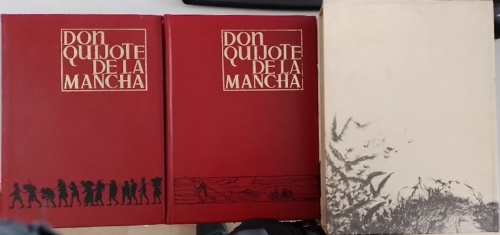 DON
QUIJOTE
DE LA
MANCHA
DON
QUIJOTE
DE LA
MANCHA